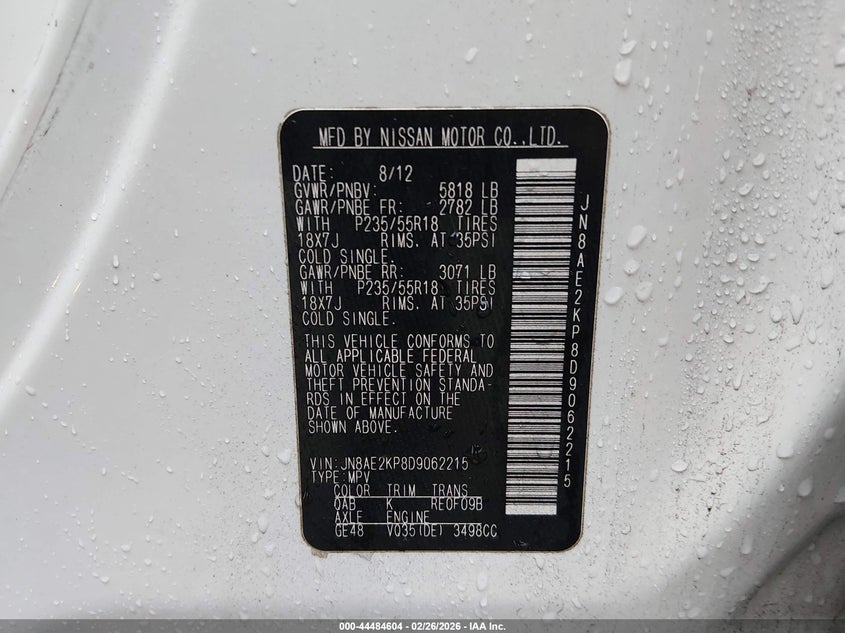 MFD BY NISSAN MOTOR CO.,LTD.
DATE: 8/12
GVWR/PNBV: 5818 LB
GAWR/PNBE FR: 2782 LB
WITH P235/55R18 TIRES
18X7J RIMS. AT 35PSI
COLD SINGLE.
GAWR/PNBE RR: 3071 LB
WITH P235/55R18 TIRES
18X7J RIMS. AT 35PSI
COLD SINGLE.
THIS VEHICLE CONFORMS TO
ALL APPLICABLE FEDERAL
MOTOR VEHICLE SAFETY AND
THEFT PREVENTION STANDA-
RDS IN EFFECT ON THE
DATE OF MANUFACTURE
SHOWN ABOVE.
VIN:JN8AE2KP8D9062215
TYPE:MPV
COLOR TRIM TRANS
QAB K RE0F09B
AXLE ENGINE
GE48 VQ35(DE) 3498CC
JN8AE2KP8D9062215
000-44484604 | 02/26/2026 - IAA Inc.